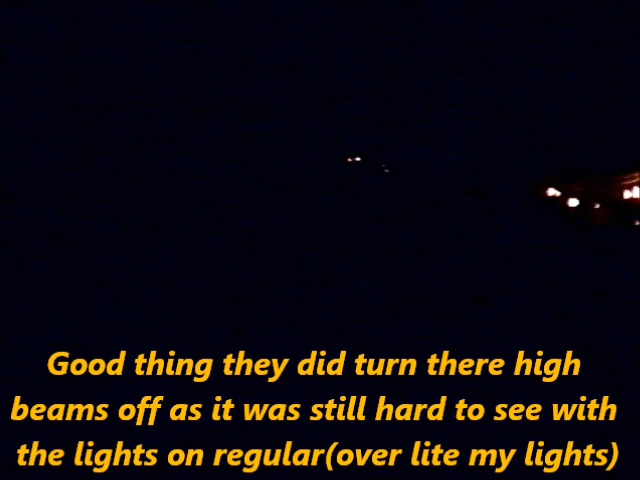 Good thing they did turn there high
beams off as it was still hard to see with
the lights on regular(over lite my lights)